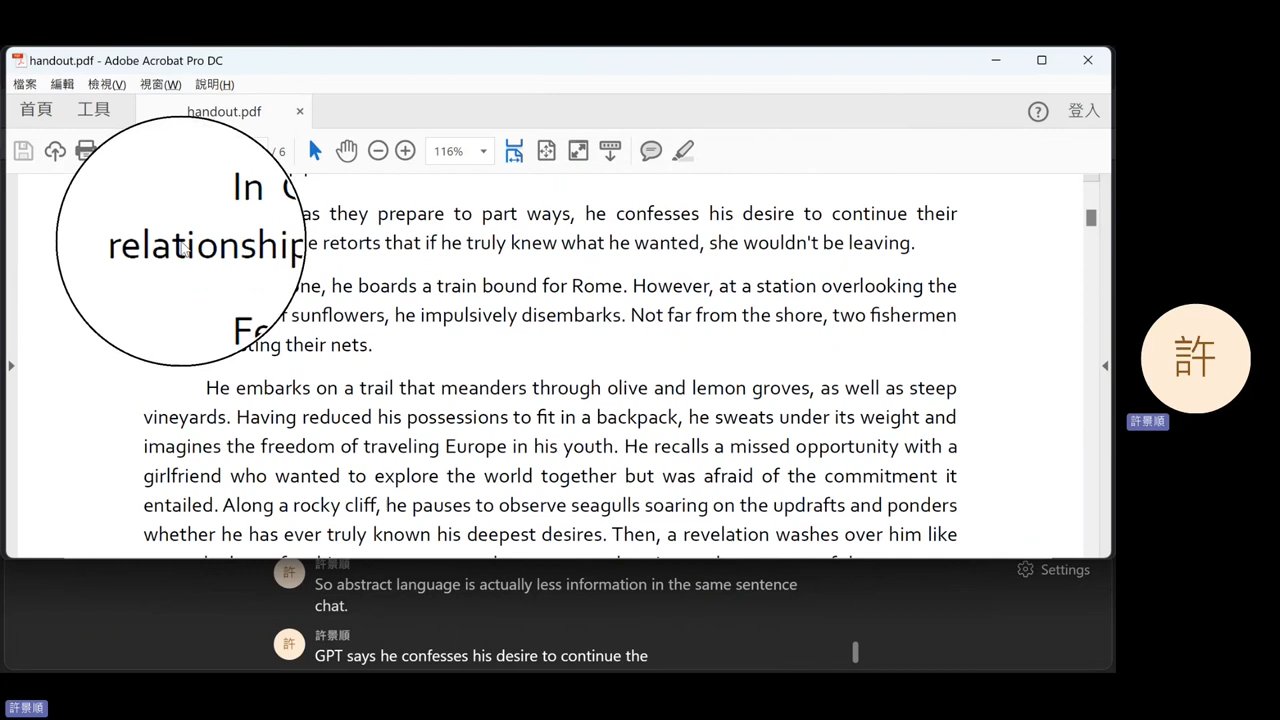 handout.pdf - Adobe Acrobat Pro DC
檔案 編輯 檢視(V) 視窗(W) 說明(H)
首頁 工具 handout.pdf × 登入
/ 6 116%
In
as they prepare to part ways, he confesses his desire to continue their
relationship e retorts that if he truly knew what he wanted, she wouldn't be leaving.
ne, he boards a train bound for Rome. However, at a station overlooking the
f sunflowers, he impulsively disembarks. Not far from the shore, two fishermen
ting their nets.
He embarks on a trail that meanders through olive and lemon groves, as well as steep
vineyards. Having reduced his possessions to fit in a backpack, he sweats under its weight and
imagines the freedom of traveling Europe in his youth. He recalls a missed opportunity with a
girlfriend who wanted to explore the world together but was afraid of the commitment it
entailed. Along a rocky cliff, he pauses to observe seagulls soaring on the updrafts and ponders
whether he has ever truly known his deepest desires. Then, a revelation washes over him like
許
許景順
許 許景順
So abstract language is actually less information in the same sentence
chat.
Settings
許 許景順
GPT says he confesses his desire to continue the
許景順